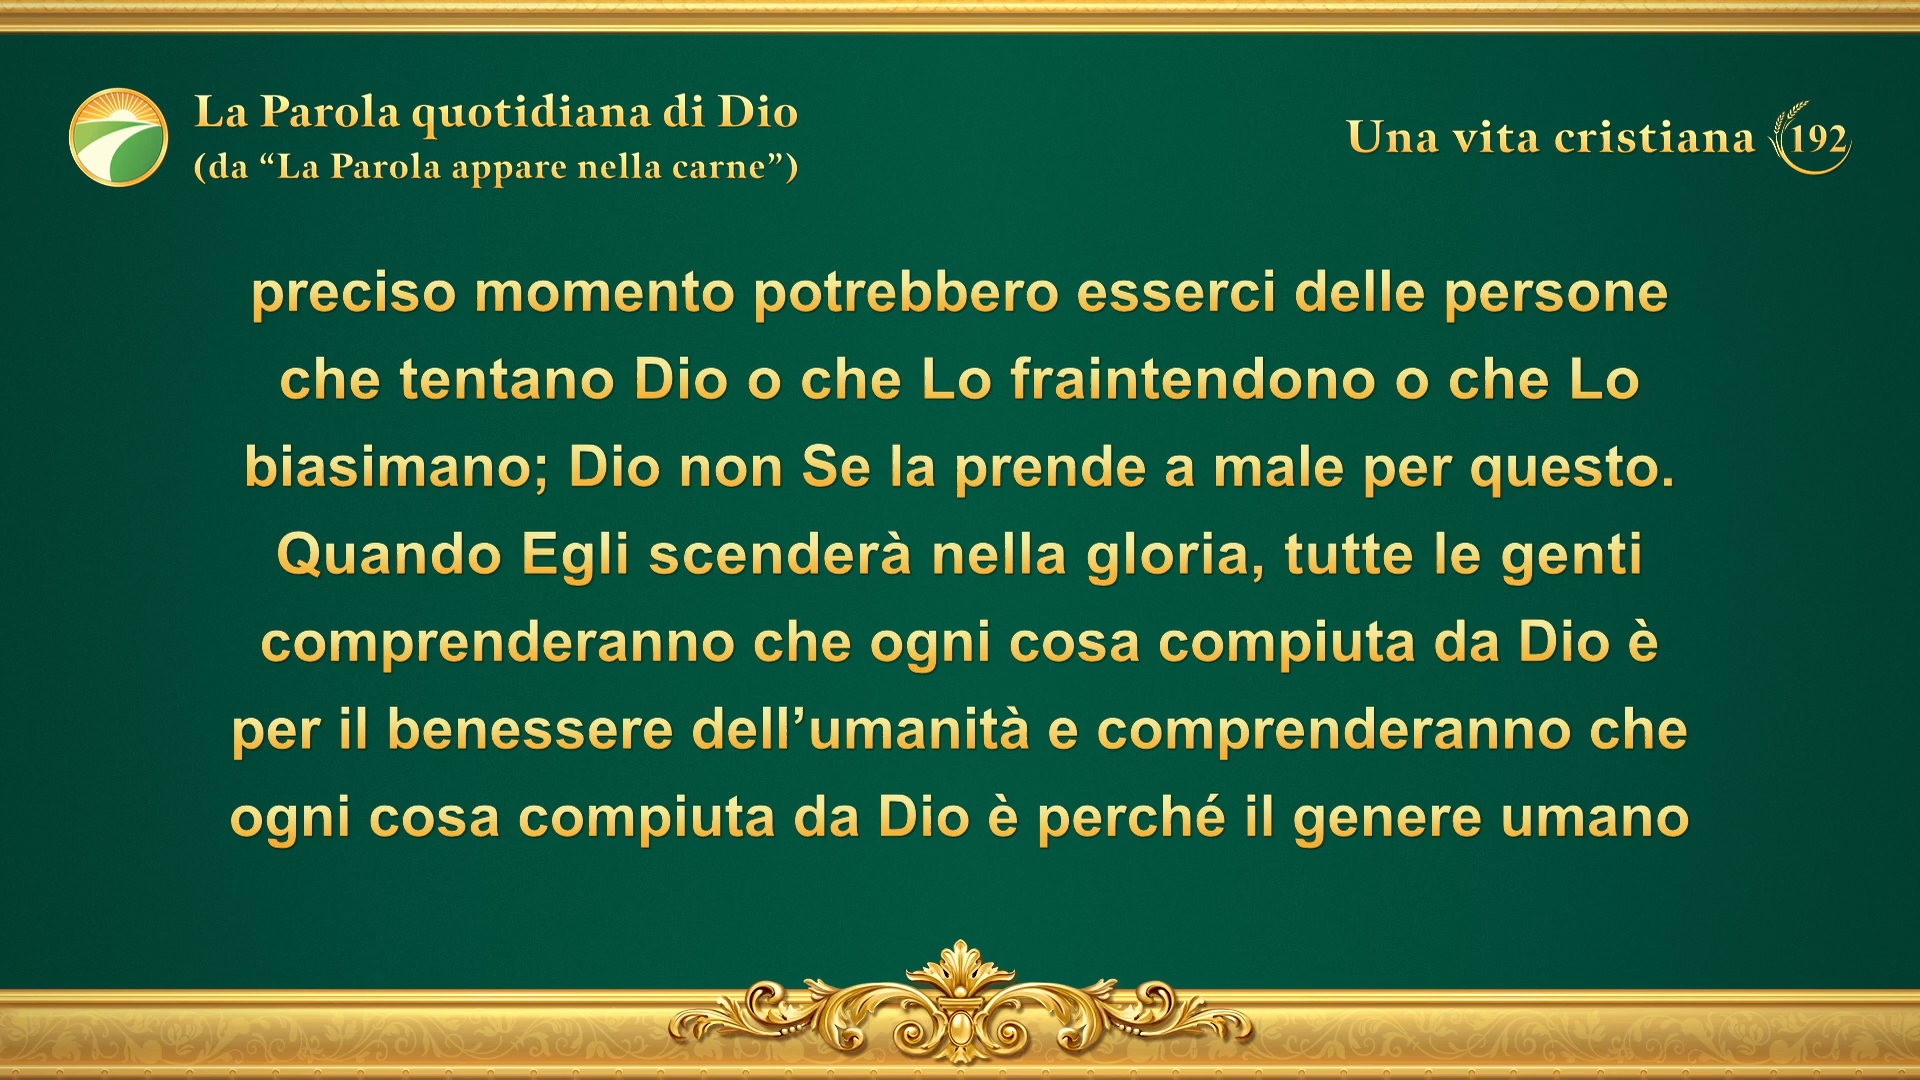 La Parola quotidiana di Dio
(da “La Parola appare nella carne”)
Una vita cristiana 192
preciso momento potrebbero esserci delle persone
che tentano Dio o che Lo fraintendono o che Lo
biasimano; Dio non Se la prende a male per questo.
Quando Egli scenderà nella gloria, tutte le genti
comprenderanno che ogni cosa compiuta da Dio è
per il benessere dell’umanità e comprenderanno che
ogni cosa compiuta da Dio è perché il genere umano